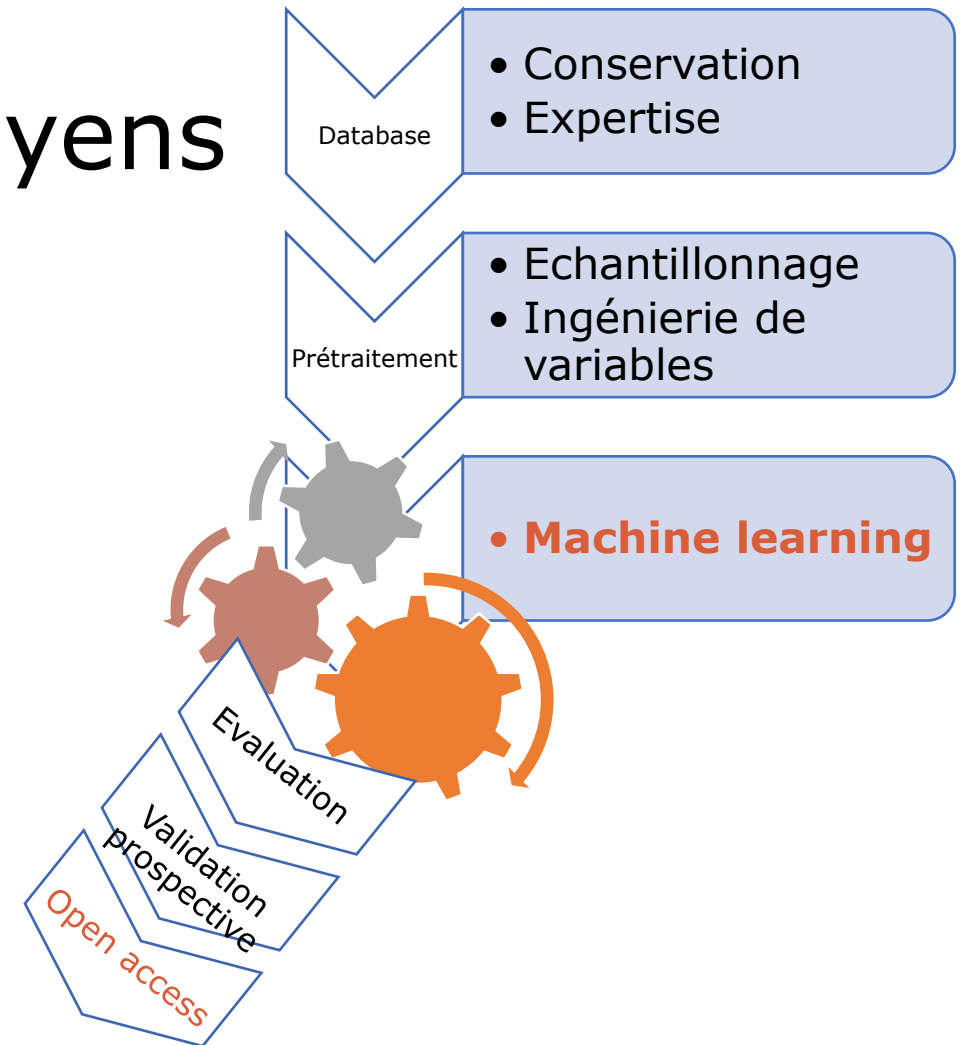 yens
Database
• Conservation
• Expertise
Prétraitement
• Echantillonnage
• Ingénierie de
variables
• Machine learning
Evaluation
Validation
prospective
Open access